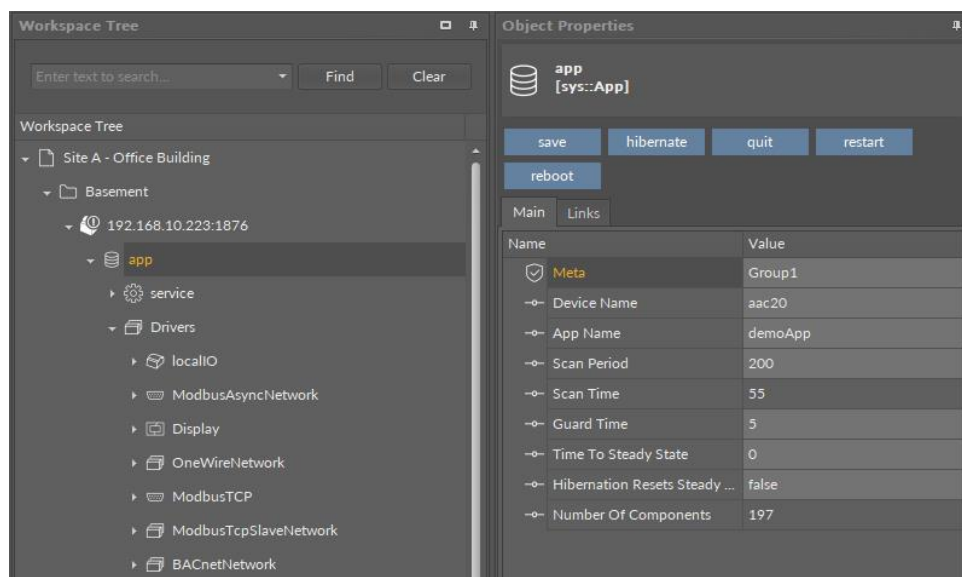 Workspace Tree
Enter text to search...
Find
Clear
Workspace Tree
Site A - Office Building
Basement
192.168.10.223:1876
app
service
Drivers
localIO
ModbusAsyncNetwork
Display
OneWireNetwork
ModbusTCP
ModbusTcpSlaveNetwork
BACnetNetwork
Object Properties
app
[sys::App]
save hibernate quit restart
reboot
Main Links
Name Value
Meta Group1
Device Name aac20
App Name demoApp
Scan Period 200
Scan Time 55
Guard Time 5
Time To Steady State 0
Hibernation Resets Steady ... false
Number Of Components 197